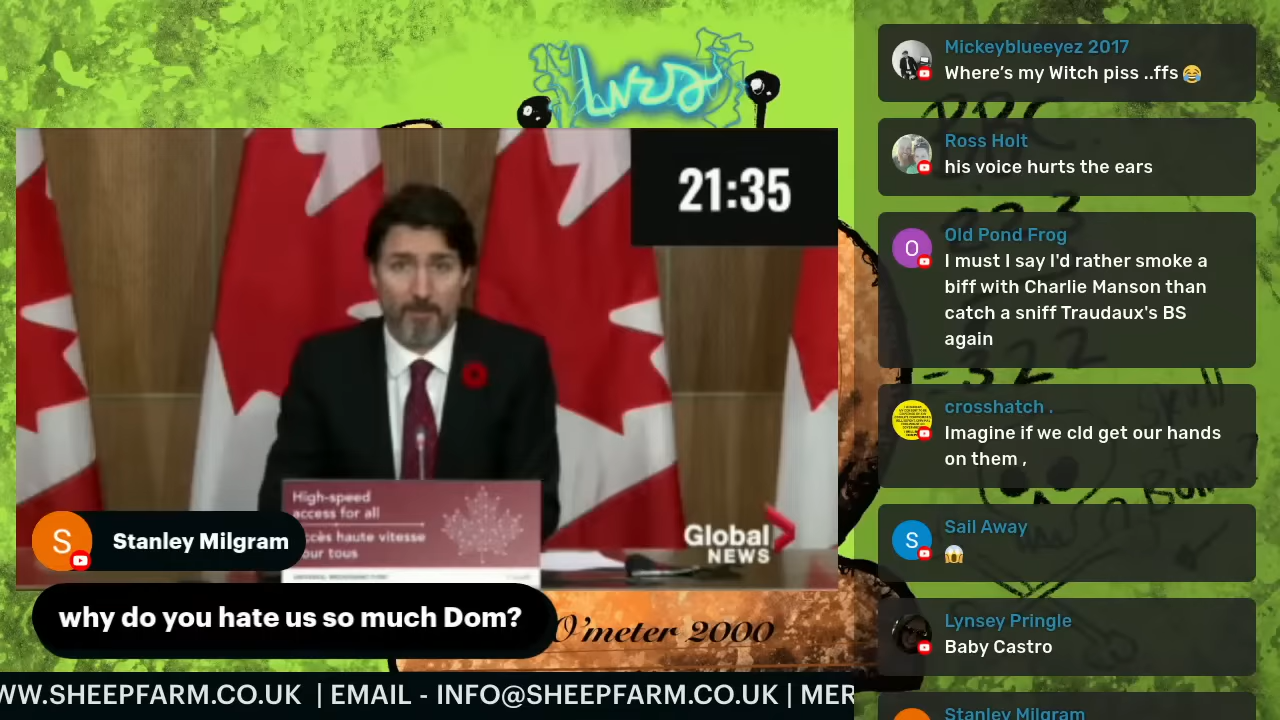 21:35
High-speed
access for all
ccès haute vitesse
our tous
Global
NEWS
Stanley Milgram
why do you hate us so much Dom?
O'meter 2000
WW.SHEEPFARM.CO.UK | EMAIL - INFO@SHEEPFARM.CO.UK | MER
Mickeyblueeyez 2017
Where's my Witch piss ..ffs 😂
Ross Holt
his voice hurts the ears
Old Pond Frog
I must I say I'd rather smoke a
biff with Charlie Manson than
catch a sniff Traudaux's BS
again
crosshatch .
Imagine if we cld get our hands
on them ,
Sail Away
😱
Lynsey Pringle
Baby Castro
Stanley Milgram
S
O
S
322
Skull
Bones?